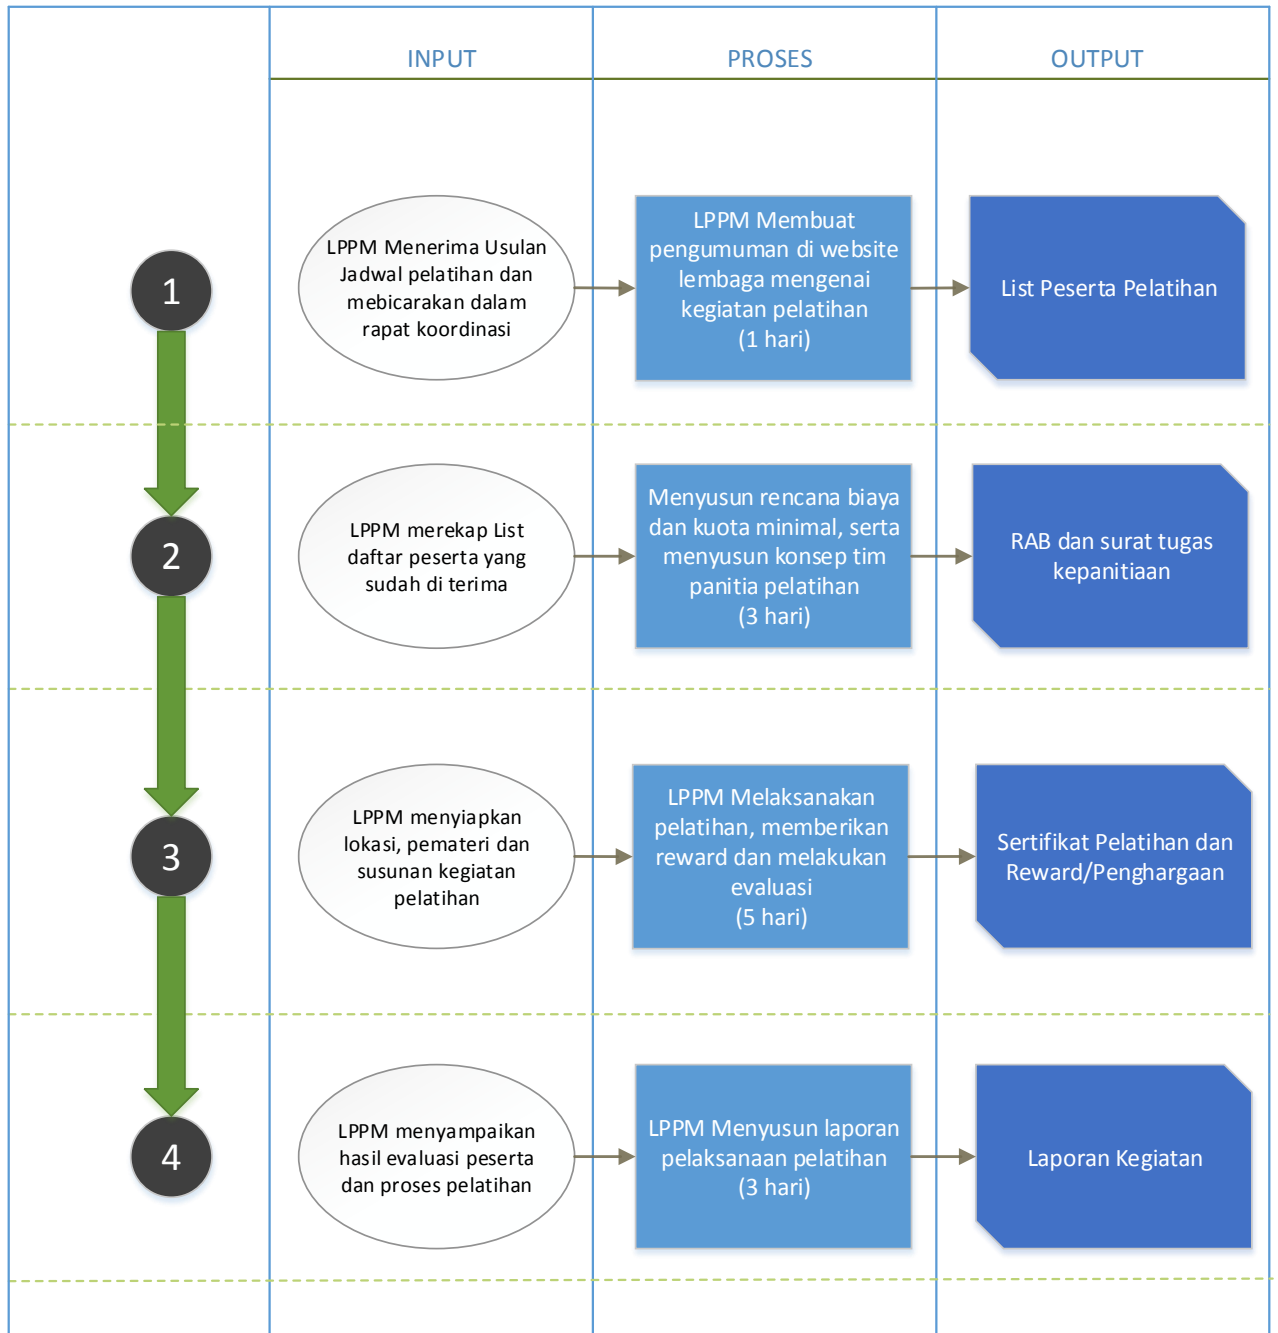 INPUT
PROSES
OUTPUT
1
LPPM Menerima Usulan
Jadwal pelatihan dan
mebicarakan dalam
rapat koordinasi
LPPM Membuat
pengumuman di website
lembaga mengenai
kegiatan pelatihan
(1 hari)
List Peserta Pelatihan
2
LPPM merekap List
daftar peserta yang
sudah di terima
Menyusun rencana biaya
dan kuota minimal, serta
menyusun konsep tim
panitia pelatihan
(3 hari)
RAB dan surat tugas
kepanitiaan
3
LPPM menyiapkan
lokasi, pemateri dan
susunan kegiatan
pelatihan
LPPM Melaksanakan
pelatihan, memberikan
reward dan melakukan
evaluasi
(5 hari)
Sertifikat Pelatihan dan
Reward/Penghargaan
4
LPPM menyampaikan
hasil evaluasi peserta
dan proses pelatihan
LPPM Menyusun laporan
pelaksanaan pelatihan
(3 hari)
Laporan Kegiatan